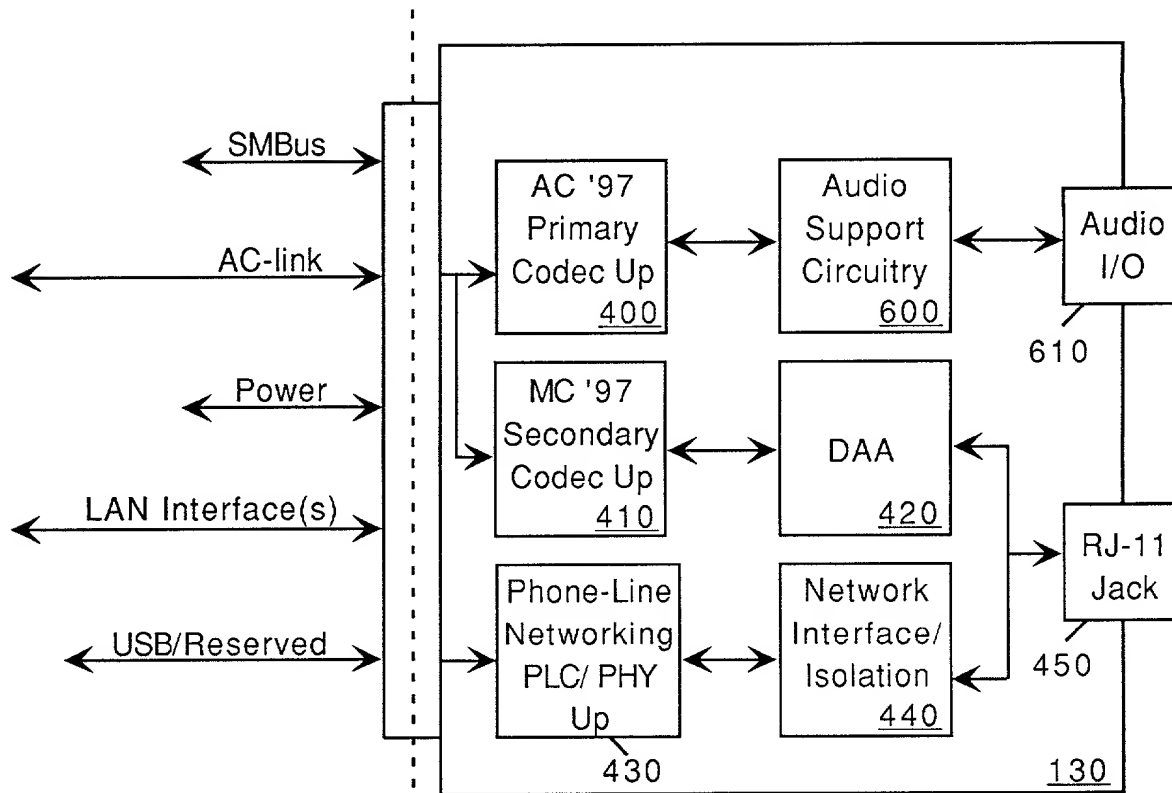 SMBus
AC-link
Power
LAN Interface(s)
USB/Reserved
AC '97
Primary
Codec Up
400
Audio
Support
Circuitry
600
Audio
I/O
610
MC '97
Secondary
Codec Up
410
DAA
420
RJ-11
Jack
450
Phone-Line
Networking
PLC/ PHY
Up
430
Network
Interface/
Isolation
440
130